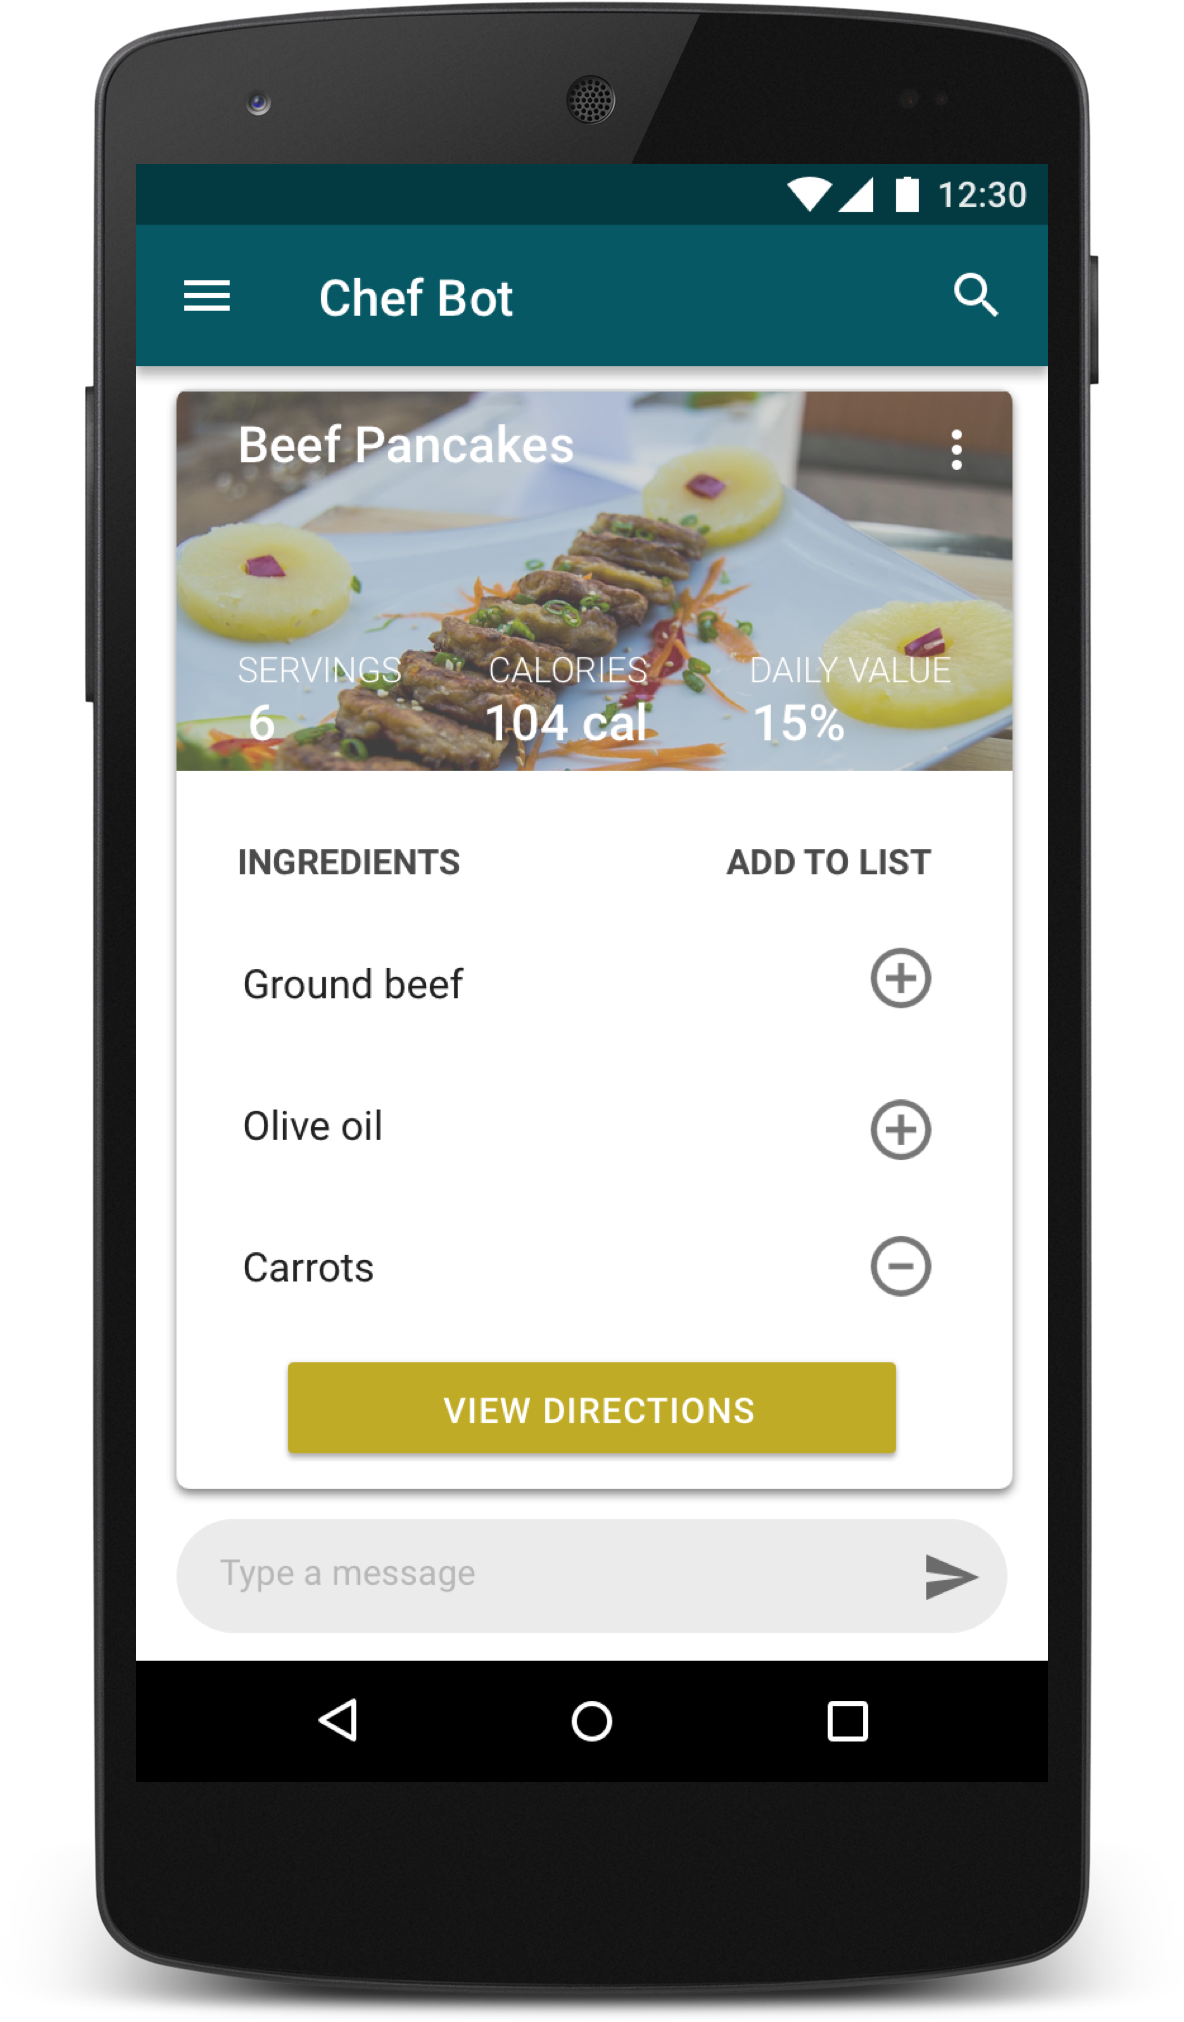 12:30
Chef Bot
Beef Pancakes
SERVINGS CALORIES DAILY VALUE
6 104 cal 15%
INGREDIENTS ADD TO LIST
Ground beef
Olive oil
Carrots
VIEW DIRECTIONS
Type a message